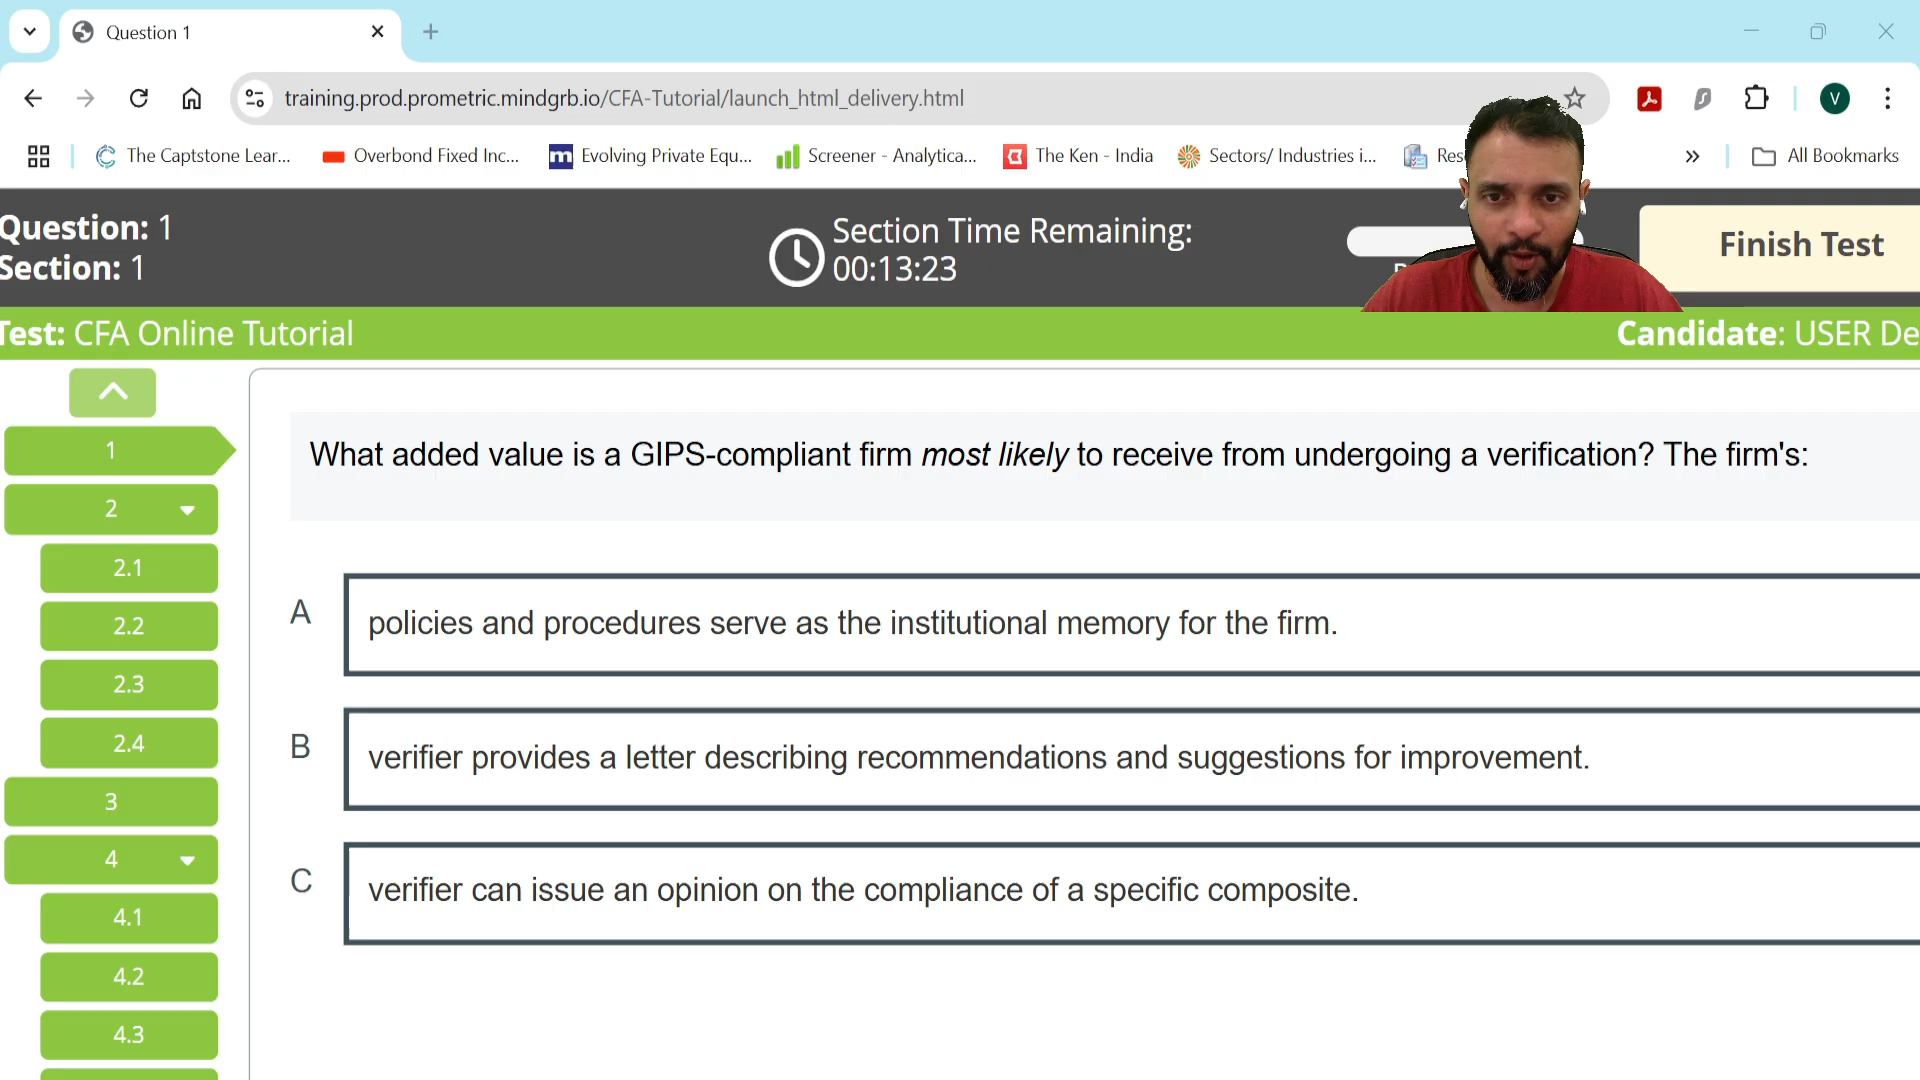 Question 1
training.prod.prometric.mindgrb.io/CFA-Tutorial/launch_html_delivery.html
V
The Captstone Lear...
Overbond Fixed Inc...
m
Evolving Private Equ...
Screener - Analytica...
The Ken - India
Sectors/ Industries i...
All Bookmarks
Question: 1
Section: 1
Section Time Remaining:
00:13:23
Finish Test
Test: CFA Online Tutorial
Candidate: USER De
1
2
2.1
2.2
2.3
2.4
3
4
4.1
4.2
4.3
What added value is a GIPS-compliant firm most likely to receive from undergoing a verification? The firm's:
A
policies and procedures serve as the institutional memory for the firm.
B
verifier provides a letter describing recommendations and suggestions for improvement.
C
verifier can issue an opinion on the compliance of a specific composite.